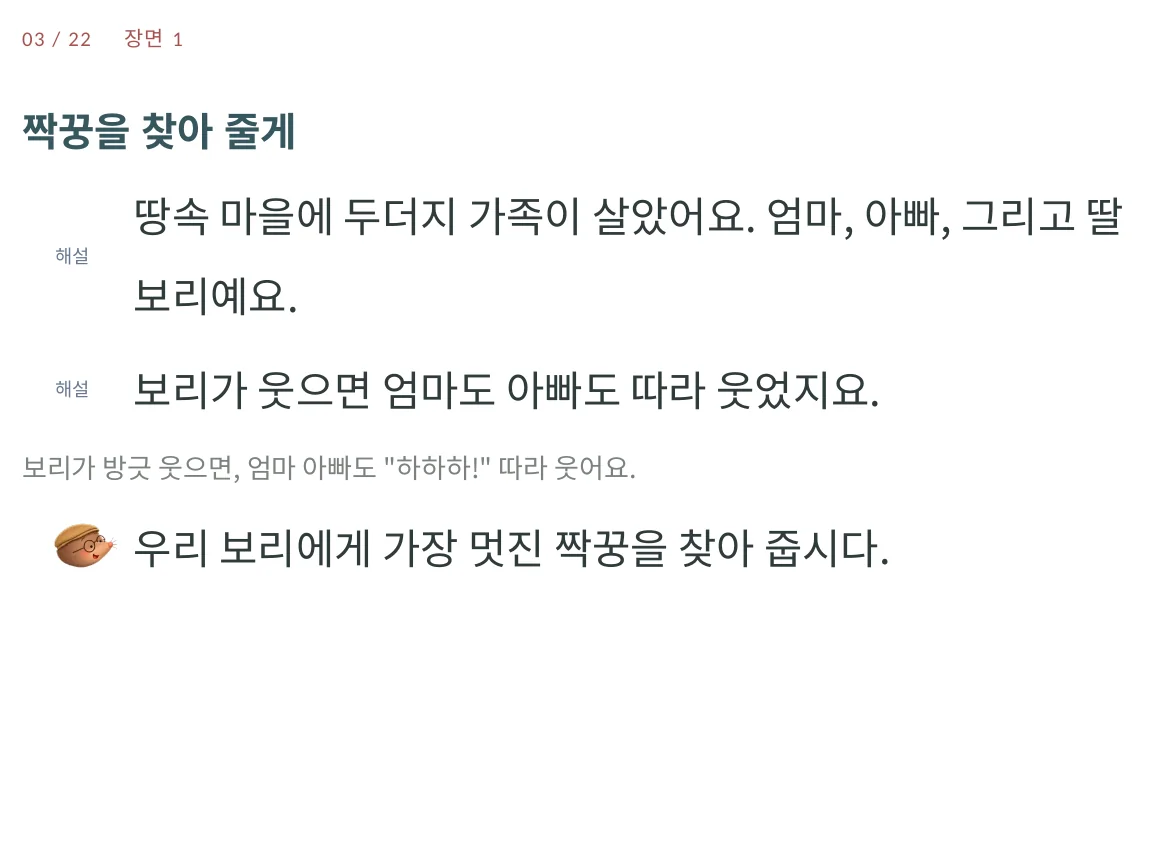 03 / 22 장면 1
짝꿍을 찾아 줄게
해설 땅속 마을에 두더지 가족이 살았어요. 엄마, 아빠, 그리고 딸
보리예요.
해설 보리가 웃으면 엄마도 아빠도 따라 웃었지요.
보리가 방긋 웃으면, 엄마 아빠도 "하하하!" 따라 웃어요.
우리 보리에게 가장 멋진 짝꿍을 찾아 줍시다.